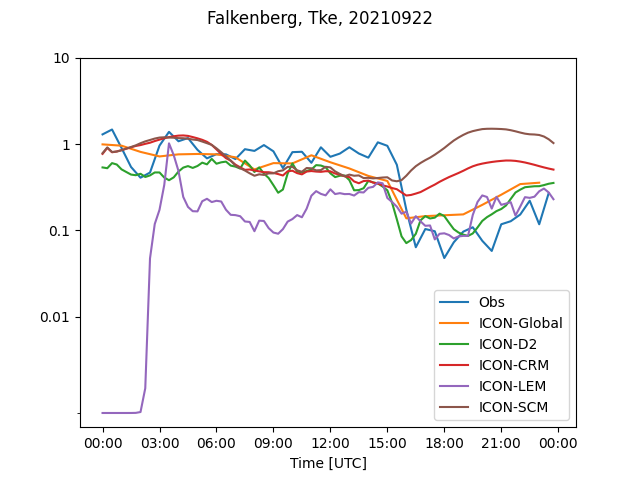 Falkenberg, Tke, 20210922
10
1
0.1
0.01
Obs
ICON-Global
ICON-D2
ICON-CRM
ICON-LEM
ICON-SCM
00:00 03:00 06:00 09:00 12:00 15:00 18:00 21:00 00:00
Time [UTC]